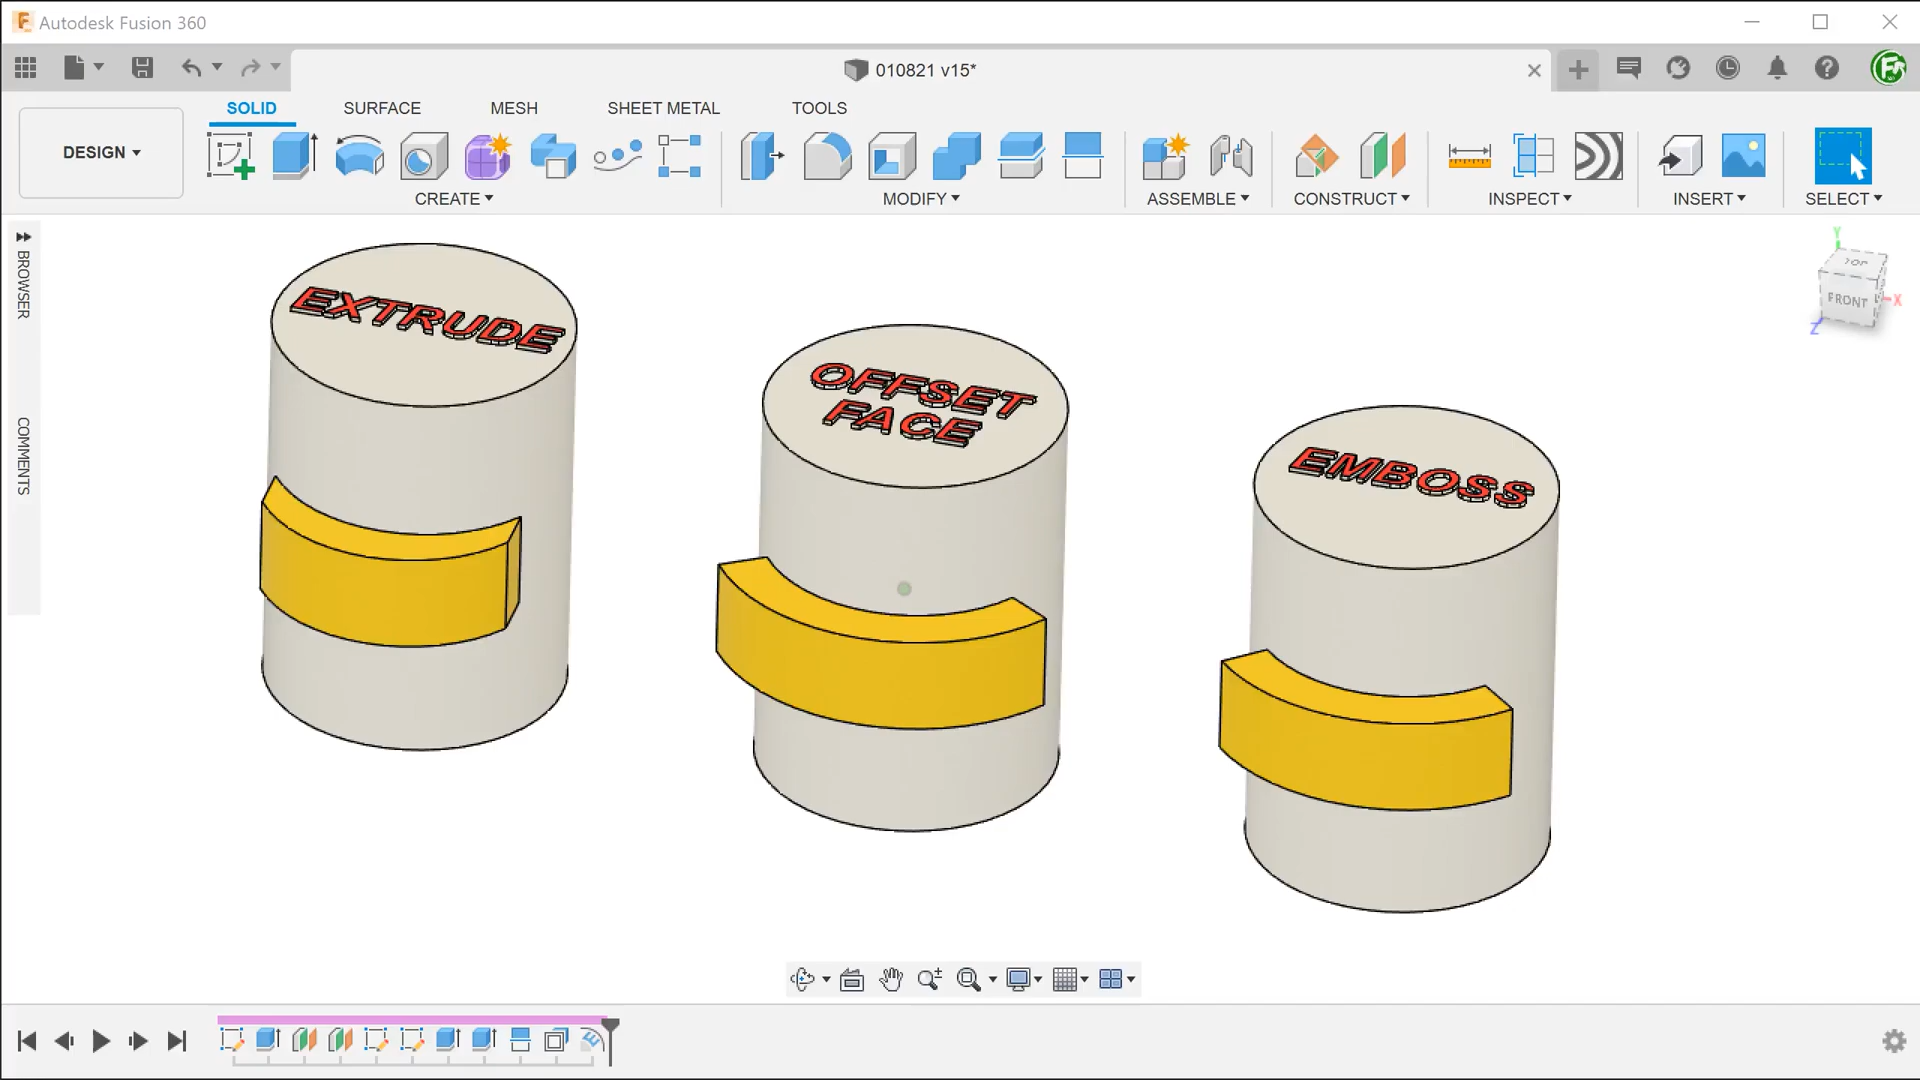 Autodesk Fusion 360
010821 v15*
SOLID
SURFACE
MESH
SHEET METAL
TOOLS
DESIGN
CREATE
MODIFY
ASSEMBLE
CONSTRUCT
INSPECT
INSERT
SELECT
BROWSER
COMMENTS
EXTRUDE
OFFSET
FACE
EMBOSS
Y
TOP
FRONT
X
Z